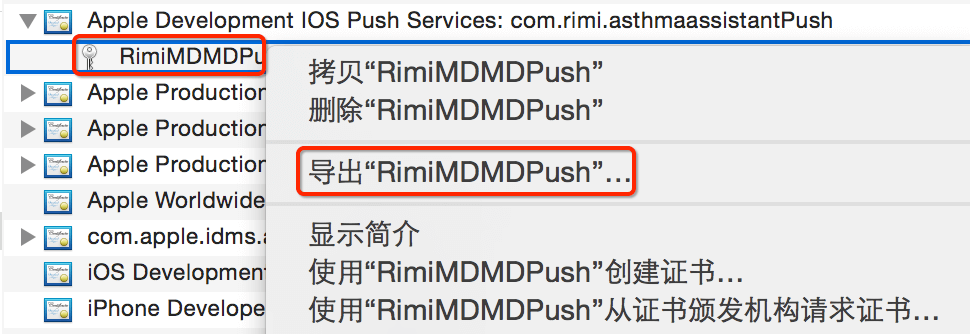 Apple Development IOS Push Services: com.rimi.asthmaassistantPush
RimiMDMDPu
Apple Production
Apple Production
Apple Production
Apple Worldwide
com.apple.idms.a
iOS Development
iPhone Develope
拷贝“RimiMDMDPush”
删除“RimiMDMDPush”
导出“RimiMDMDPush”...
显示简介
使用“RimiMDMDPush”创建证书...
使用“RimiMDMDPush”从证书颁发机构请求证书...